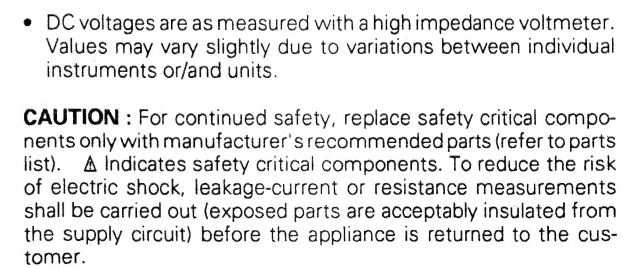 • DC voltages are as measured with a high impedance voltmeter.
Values may vary slightly due to variations between individual
instruments or/and units.
CAUTION : For continued safety, replace safety critical compo-
nents only with manufacturer's recommended parts (refer to parts
list). ⚠ Indicates safety critical components. To reduce the risk
of electric shock, leakage-current or resistance measurements
shall be carried out (exposed parts are acceptably insulated from
the supply circuit) before the appliance is returned to the cus-
tomer.